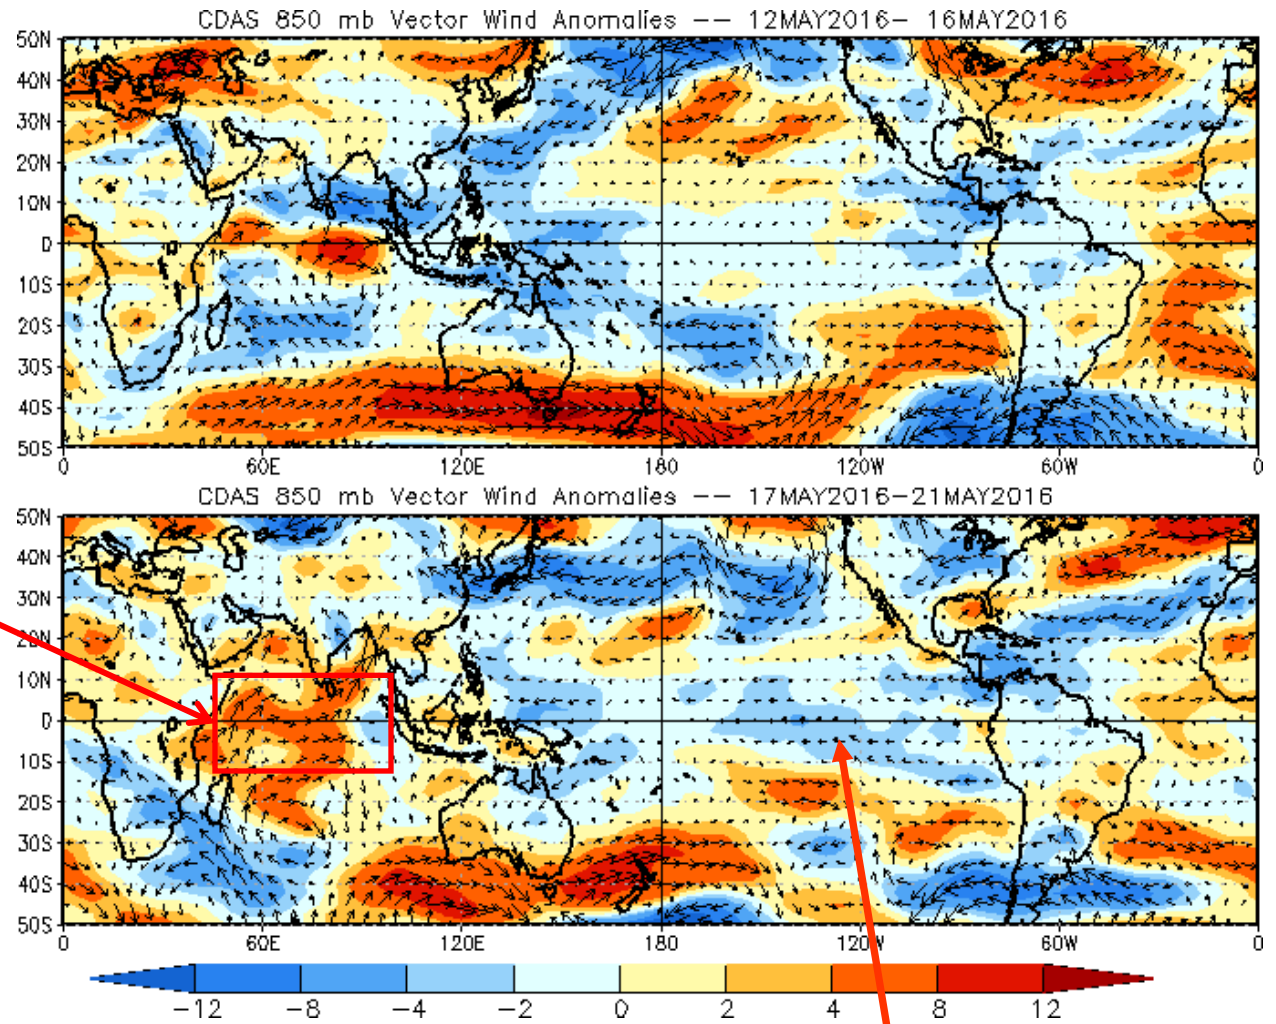 CDAS 850 mb Vector Wind Anomalies -- 12MAY2016- 16MAY2016
50N
40N
30N
20N
10N
0
10S
20S
30S
40S
50S
0 60E 120E 180 120W 60W 0
CDAS 850 mb Vector Wind Anomalies -- 17MAY2016-21MAY2016
50N
40N
30N
20N
10N
0
10S
20S
30S
40S
50S
0 60E 120E 180 120W 60W 0
-12 -8 -4 -2 0 2 4 8 12